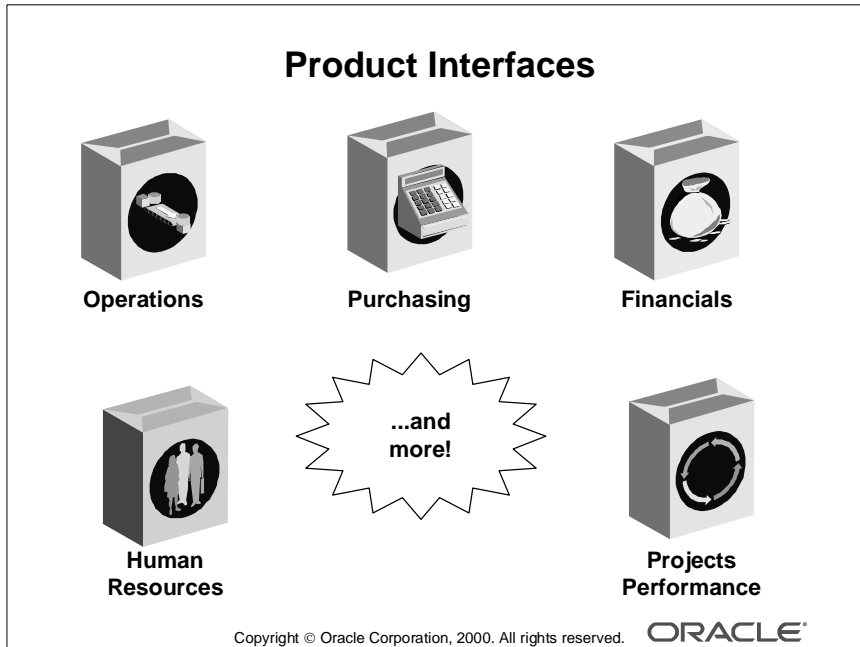 Product Interfaces
Operations
Purchasing
Financials
...and
more!
Human
Resources
Projects
Performance
Copyright © Oracle Corporation, 2000. All rights reserved.
ORACLE®